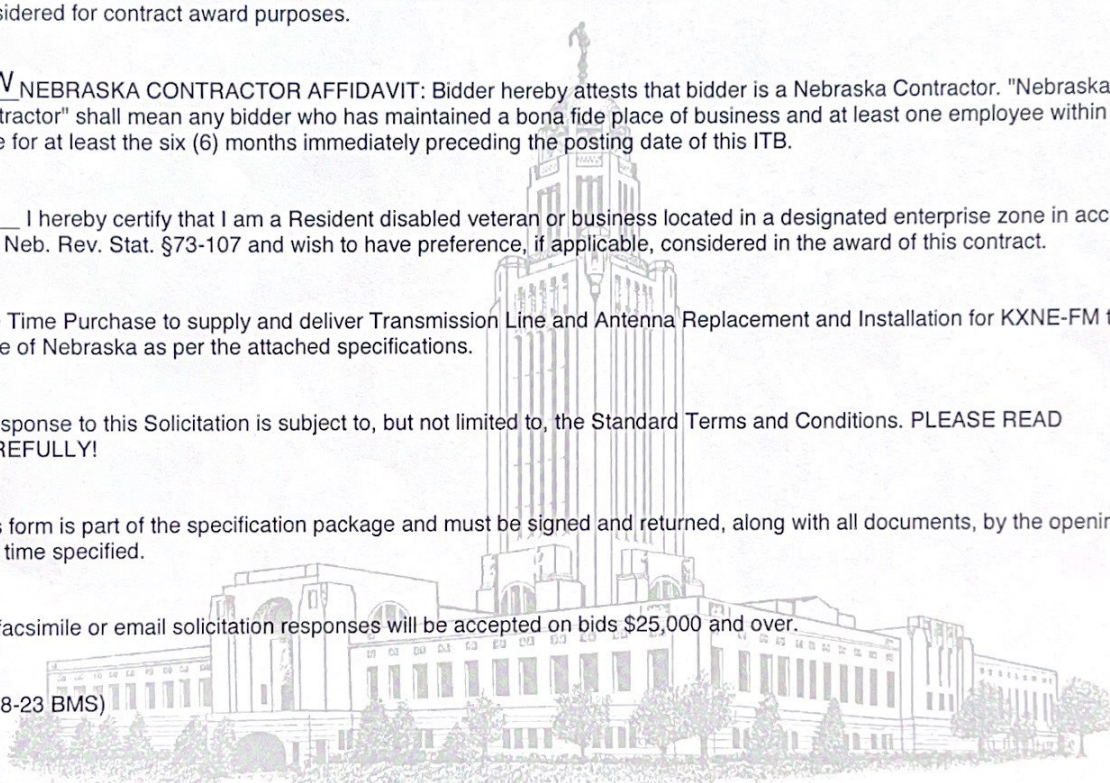 sidered for contract award purposes.
W NEBRASKA CONTRACTOR AFFIDAVIT: Bidder hereby attests that bidder is a Nebraska Contractor. "Nebraska
tractor" shall mean any bidder who has maintained a bona fide place of business and at least one employee within
e for at least the six (6) months immediately preceding the posting date of this ITB.
__ I hereby certify that I am a Resident disabled veteran or business located in a designated enterprise zone in acc
Neb. Rev. Stat. §73-107 and wish to have preference, if applicable, considered in the award of this contract.
Time Purchase to supply and deliver Transmission Line and Antenna Replacement and Installation for KXNE-FM t
e of Nebraska as per the attached specifications.
sponse to this Solicitation is subject to, but not limited to, the Standard Terms and Conditions. PLEASE READ
REFULLY!
s form is part of the specification package and must be signed and returned, along with all documents, by the openin
time specified.
facsimile or email solicitation responses will be accepted on bids $25,000 and over.
8-23 BMS)